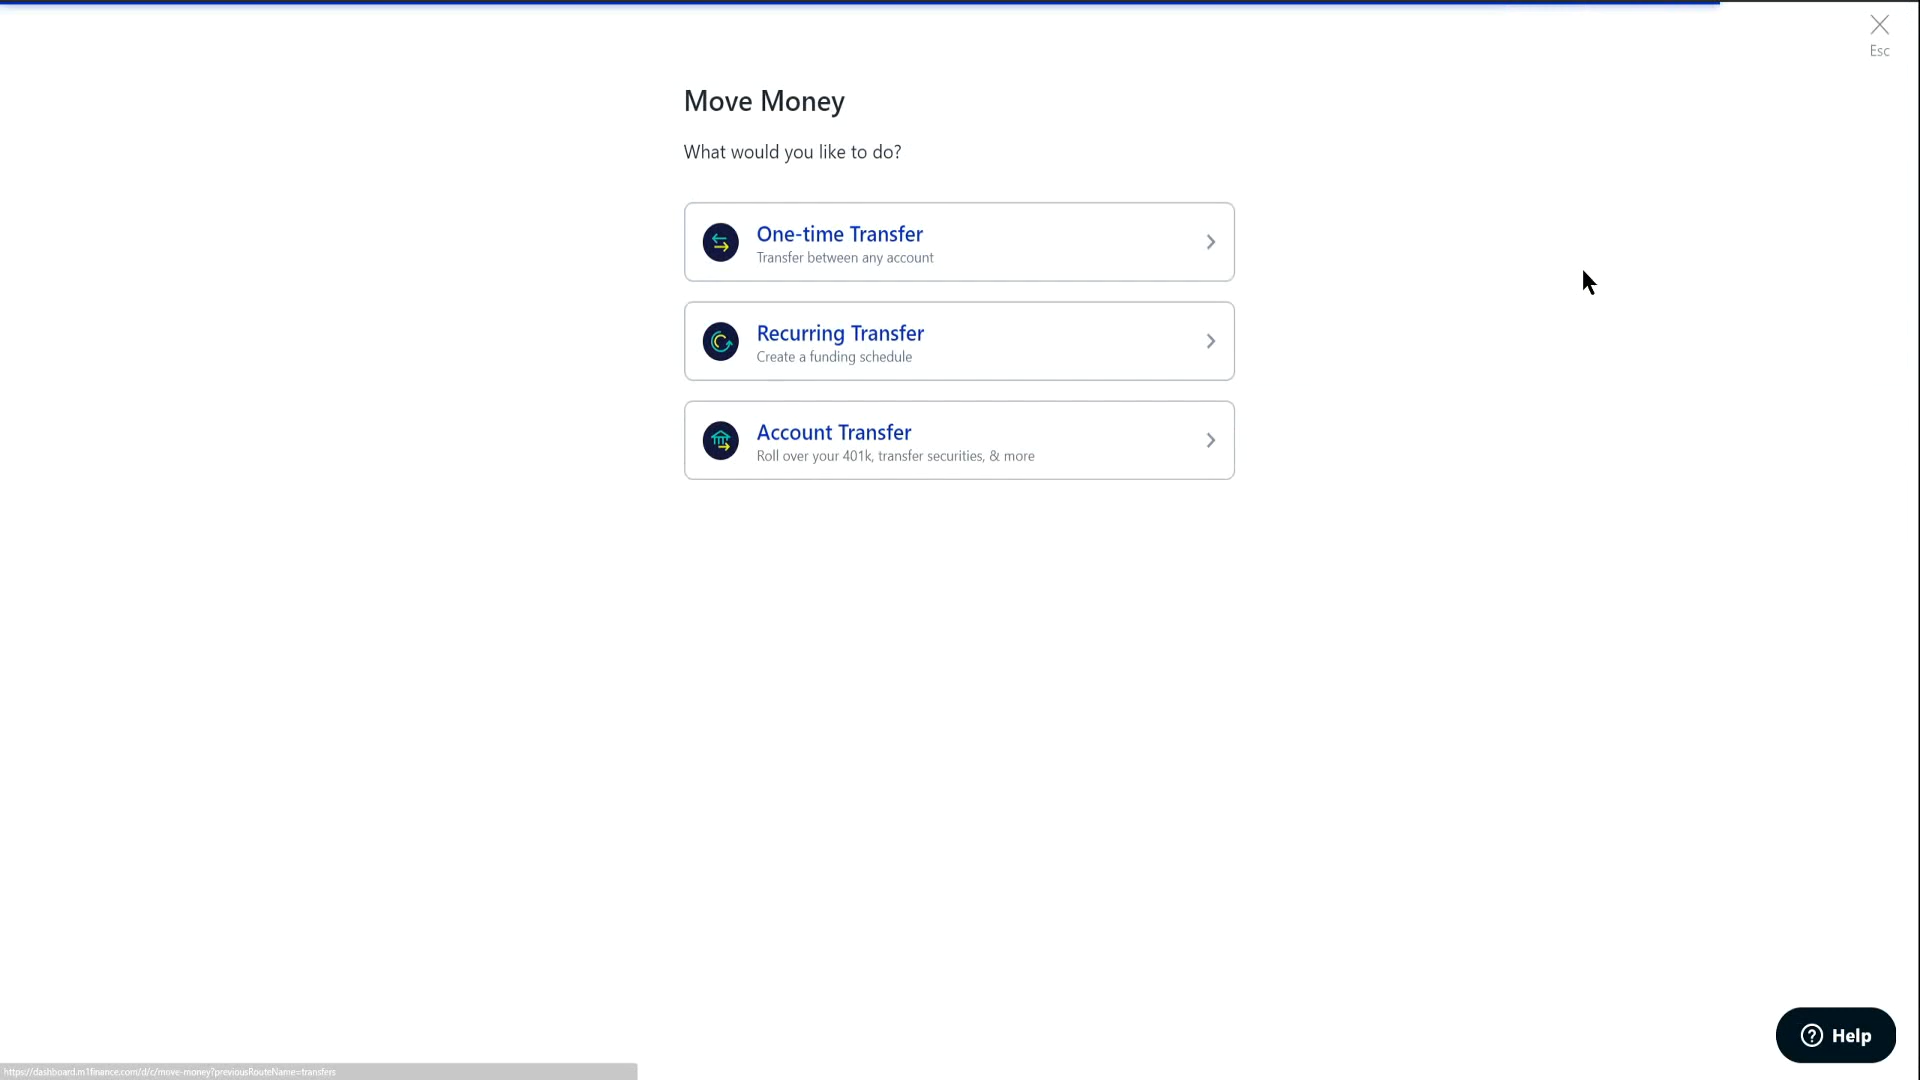 Esc
Move Money
What would you like to do?
One-time Transfer
Transfer between any account
Recurring Transfer
Create a funding schedule
Account Transfer
Roll over your 401k, transfer securities, & more
Help
https://dashboard.m1finance.com/d/c/move-money?previousRouteName=transfers